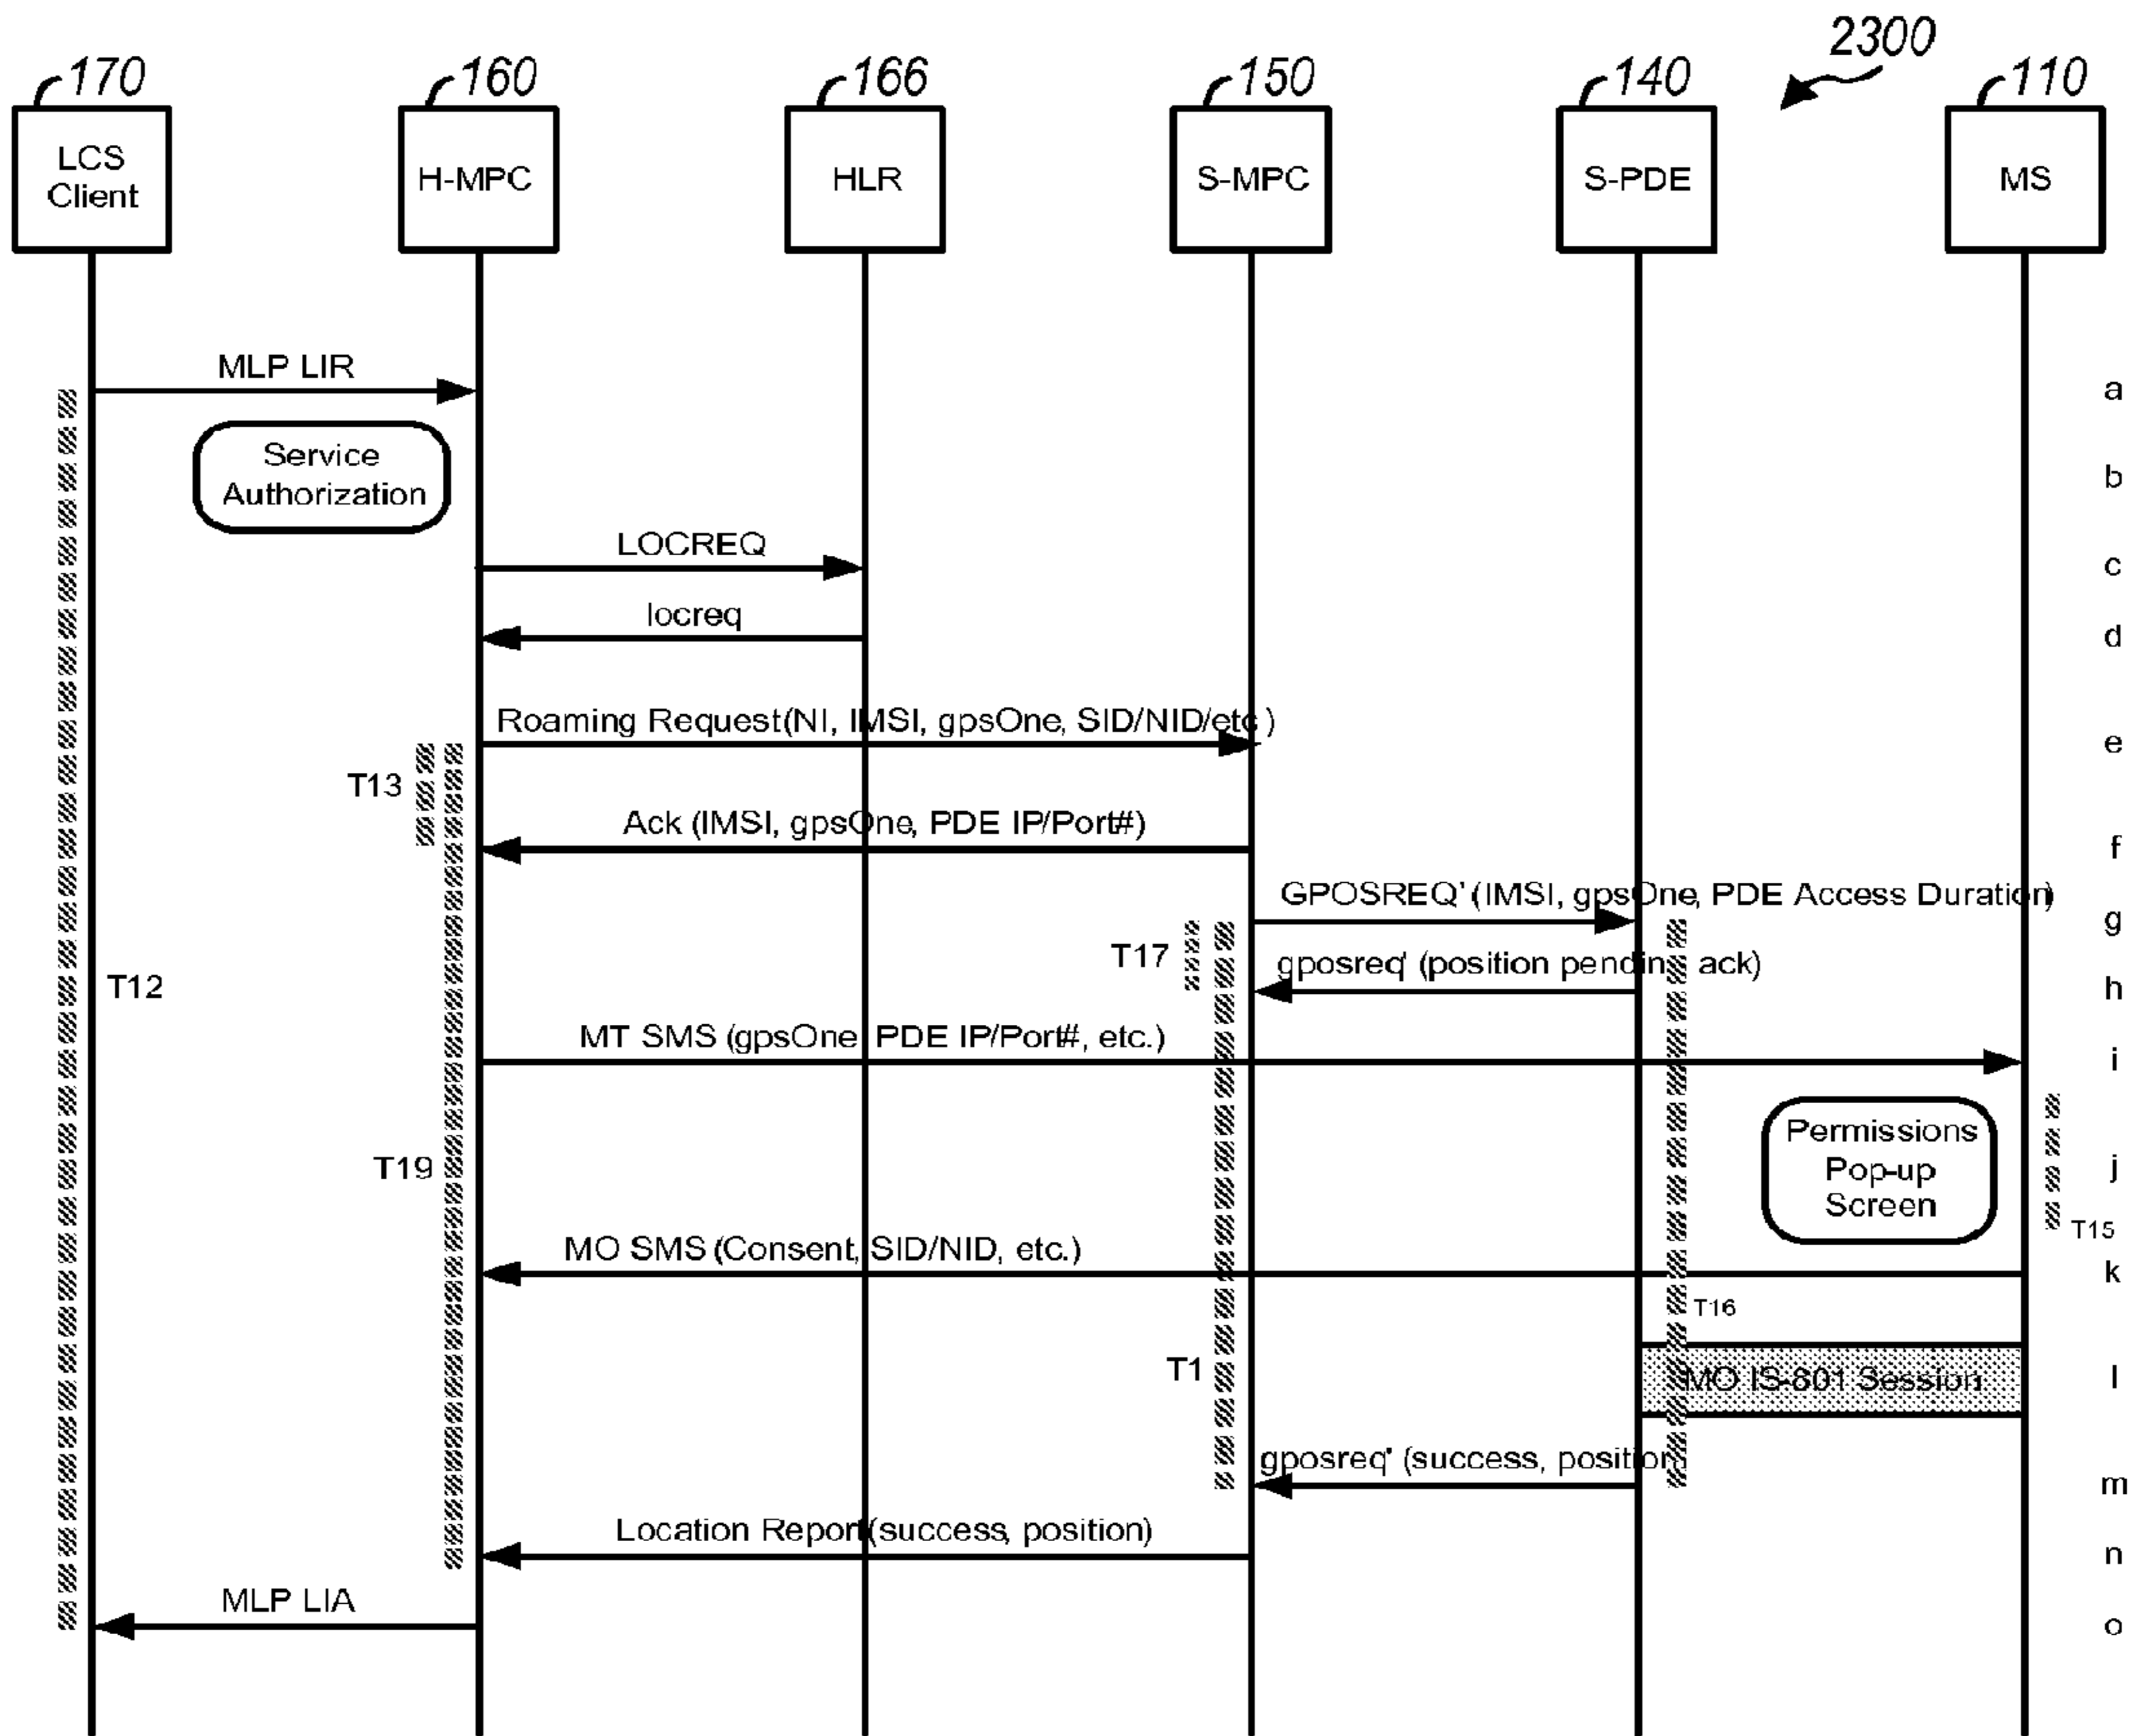 2300
170
160
166
150
140
110
LCS
Client
H-MPC
HLR
S-MPC
S-PDE
MS
MLP LIR
a
Service
Authorization
b
LOCREQ
c
locreq
d
Roaming Request(NI, IMSI, gpsOne, SID/NID/etc)
e
T13
Ack (IMSI, gpsOne, PDE IP/Port#)
f
GPOSREQ' (IMSI, gpsOne, PDE Access Duration)
g
T17
gposreq' (position pending ack)
h
T12
MT SMS (gpsOne PDE IP/Port#, etc.)
i
Permissions
Pop-up
Screen
j
T19
T15
MO SMS (Consent, SID/NID, etc.)
k
T16
T1
MO IS-801 Session
l
gposreq' (success, position
m
Location Report(success, position)
n
MLP LIA
o